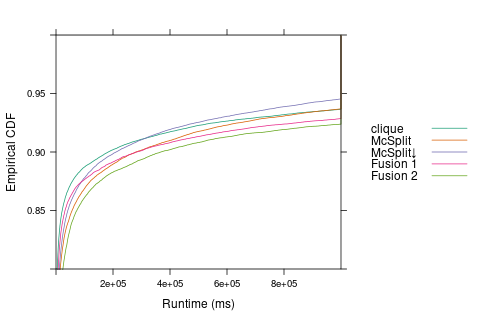 Empirical CDF
0.95
0.90
0.85
2e+05 4e+05 6e+05 8e+05
Runtime (ms)
clique
McSplit
McSplit↓
Fusion 1
Fusion 2